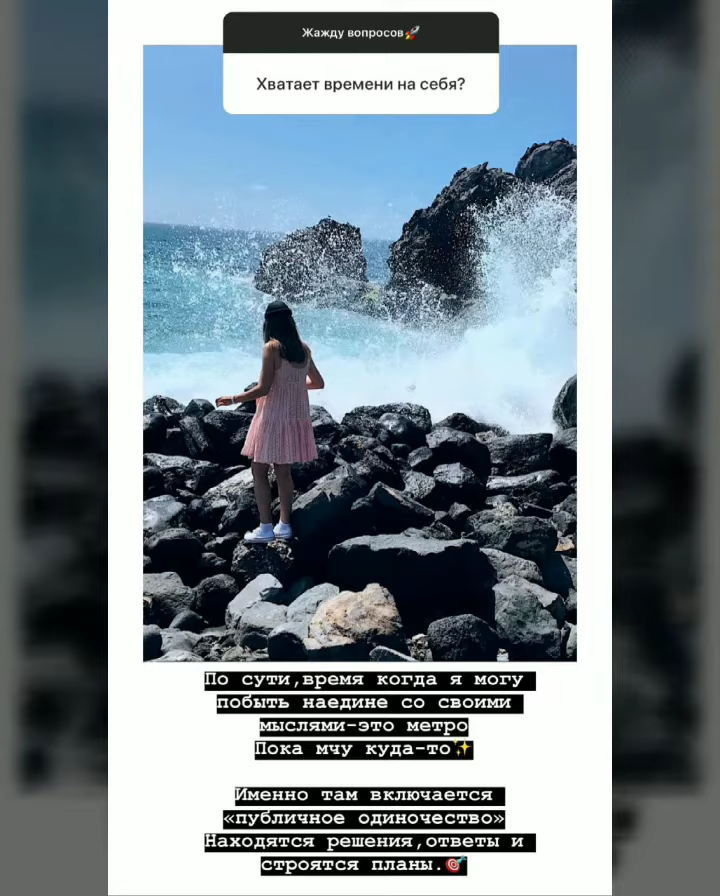 Жажду вопросов🚀
Хватает времени на себя?
По сути,время когда я могу
побыть наедине со своими
мыслями-это метро
Пока мчу куда-то✨
Именно там включается
«публичное одиночество»
Находятся решения,ответы и
строятся планы.🎯